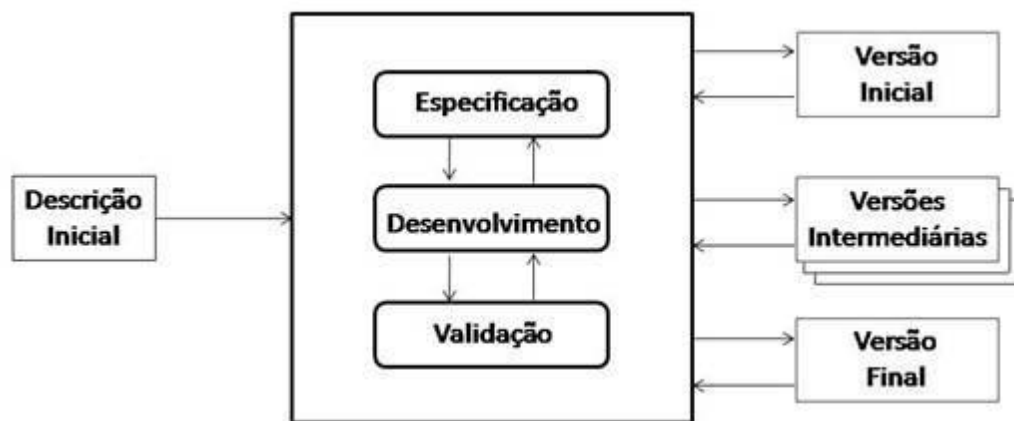 Descrição
Inicial
Especificação
Desenvolvimento
Validação
Versão
Inicial
Versões
Intermediárias
Versão
Final